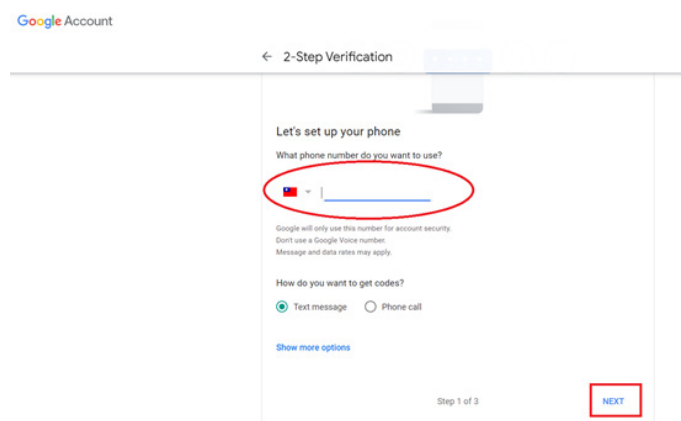 Google Account
← 2-Step Verification
Let's set up your phone
What phone number do you want to use?
Google will only use this number for account security.
Don't use a Google Voice number.
Message and data rates may apply.
How do you want to get codes?
Text message Phone call
Show more options
Step 1 of 3 NEXT